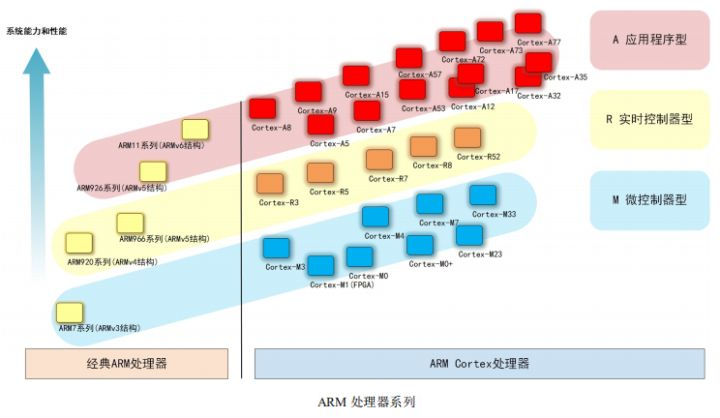 系统能力和性能
A 应用程序型
R 实时控制器型
M 微控制器型
Cortex-A77
Cortex-A73
Cortex-A72
Cortex-A57
Cortex-A35
Cortex-A15
Cortex-A17
Cortex-A32
Cortex-A9
Cortex-A53
Cortex-A12
Cortex-A8
Cortex-A7
Cortex-A5
ARM11系列(ARMv6结构)
ARM926系列(ARMv5结构)
Cortex-R52
Cortex-R8
Cortex-R7
Cortex-R5
Cortex-R3
ARM966系列(ARMv5结构)
ARM920系列(ARMv4结构)
Cortex-M33
Cortex-M7
Cortex-M4
Cortex-M23
Cortex-M0+
Cortex-M3
Cortex-M0
Cortex-M1(FPGA)
ARM7系列(ARMv3结构)
经典ARM处理器
ARM Cortex处理器
ARM 处理器系列